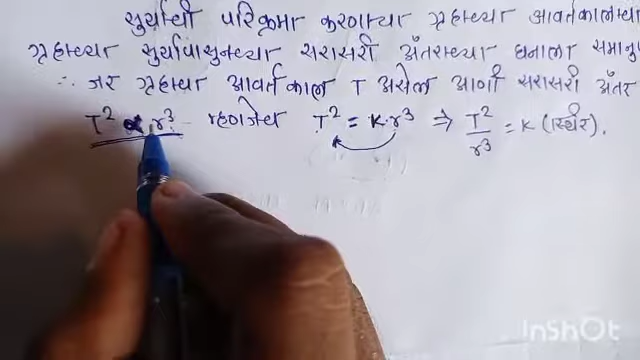 सुर्याची परिक्रमा करणाऱ्या ग्रहाच्या आवर्तकालाच्या
ग्रहाच्या सुर्यापासुनच्या सरासरी अंतराच्या घनाला समानु
∴ जर ग्रहाचा आवर्तकाल T असेल आणी सरासरी अंतर
T² ∝ r³ म्हणजेच T² = K·r³ ⇒ T²/r³ = K (स्थिर).
InShOt